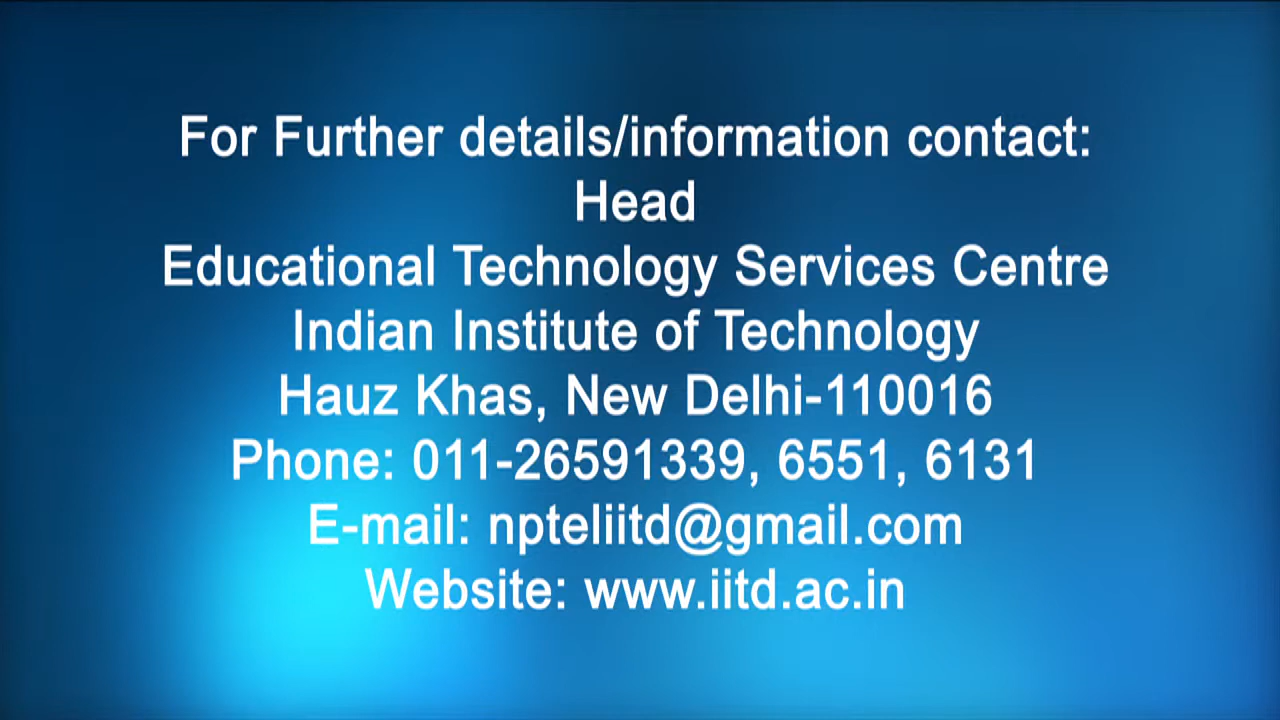 For Further details/information contact:
Head
Educational Technology Services Centre
Indian Institute of Technology
Hauz Khas, New Delhi-110016
Phone: 011-26591339, 6551, 6131
E-mail: npteliitd@gmail.com
Website: www.iitd.ac.in